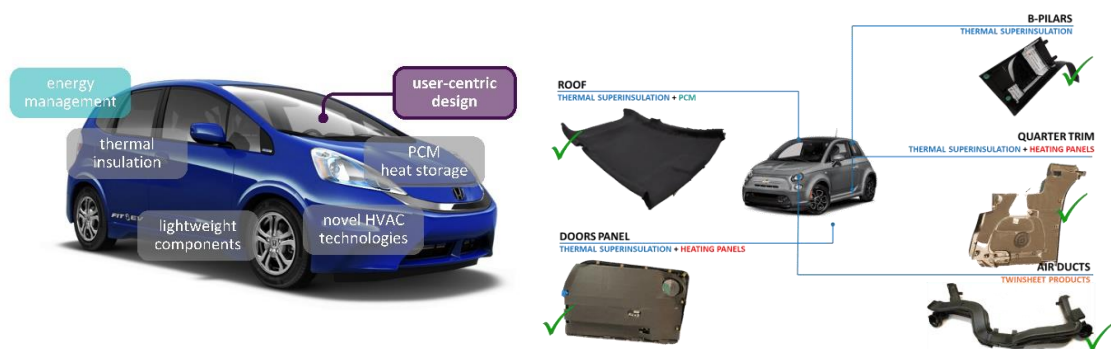 energy
management
user-centric
design
thermal
insulation
PCM
heat storage
lightweight
components
novel HVAC
technologies
FIT EV
B-PILARS
THERMAL SUPERINSULATION
ROOF
THERMAL SUPERINSULATION + PCM
QUARTER TRIM
THERMAL SUPERINSULATION + HEATING PANELS
DOORS PANEL
THERMAL SUPERINSULATION + HEATING PANELS
AIR DUCTS
TWINSHEET PRODUCTS